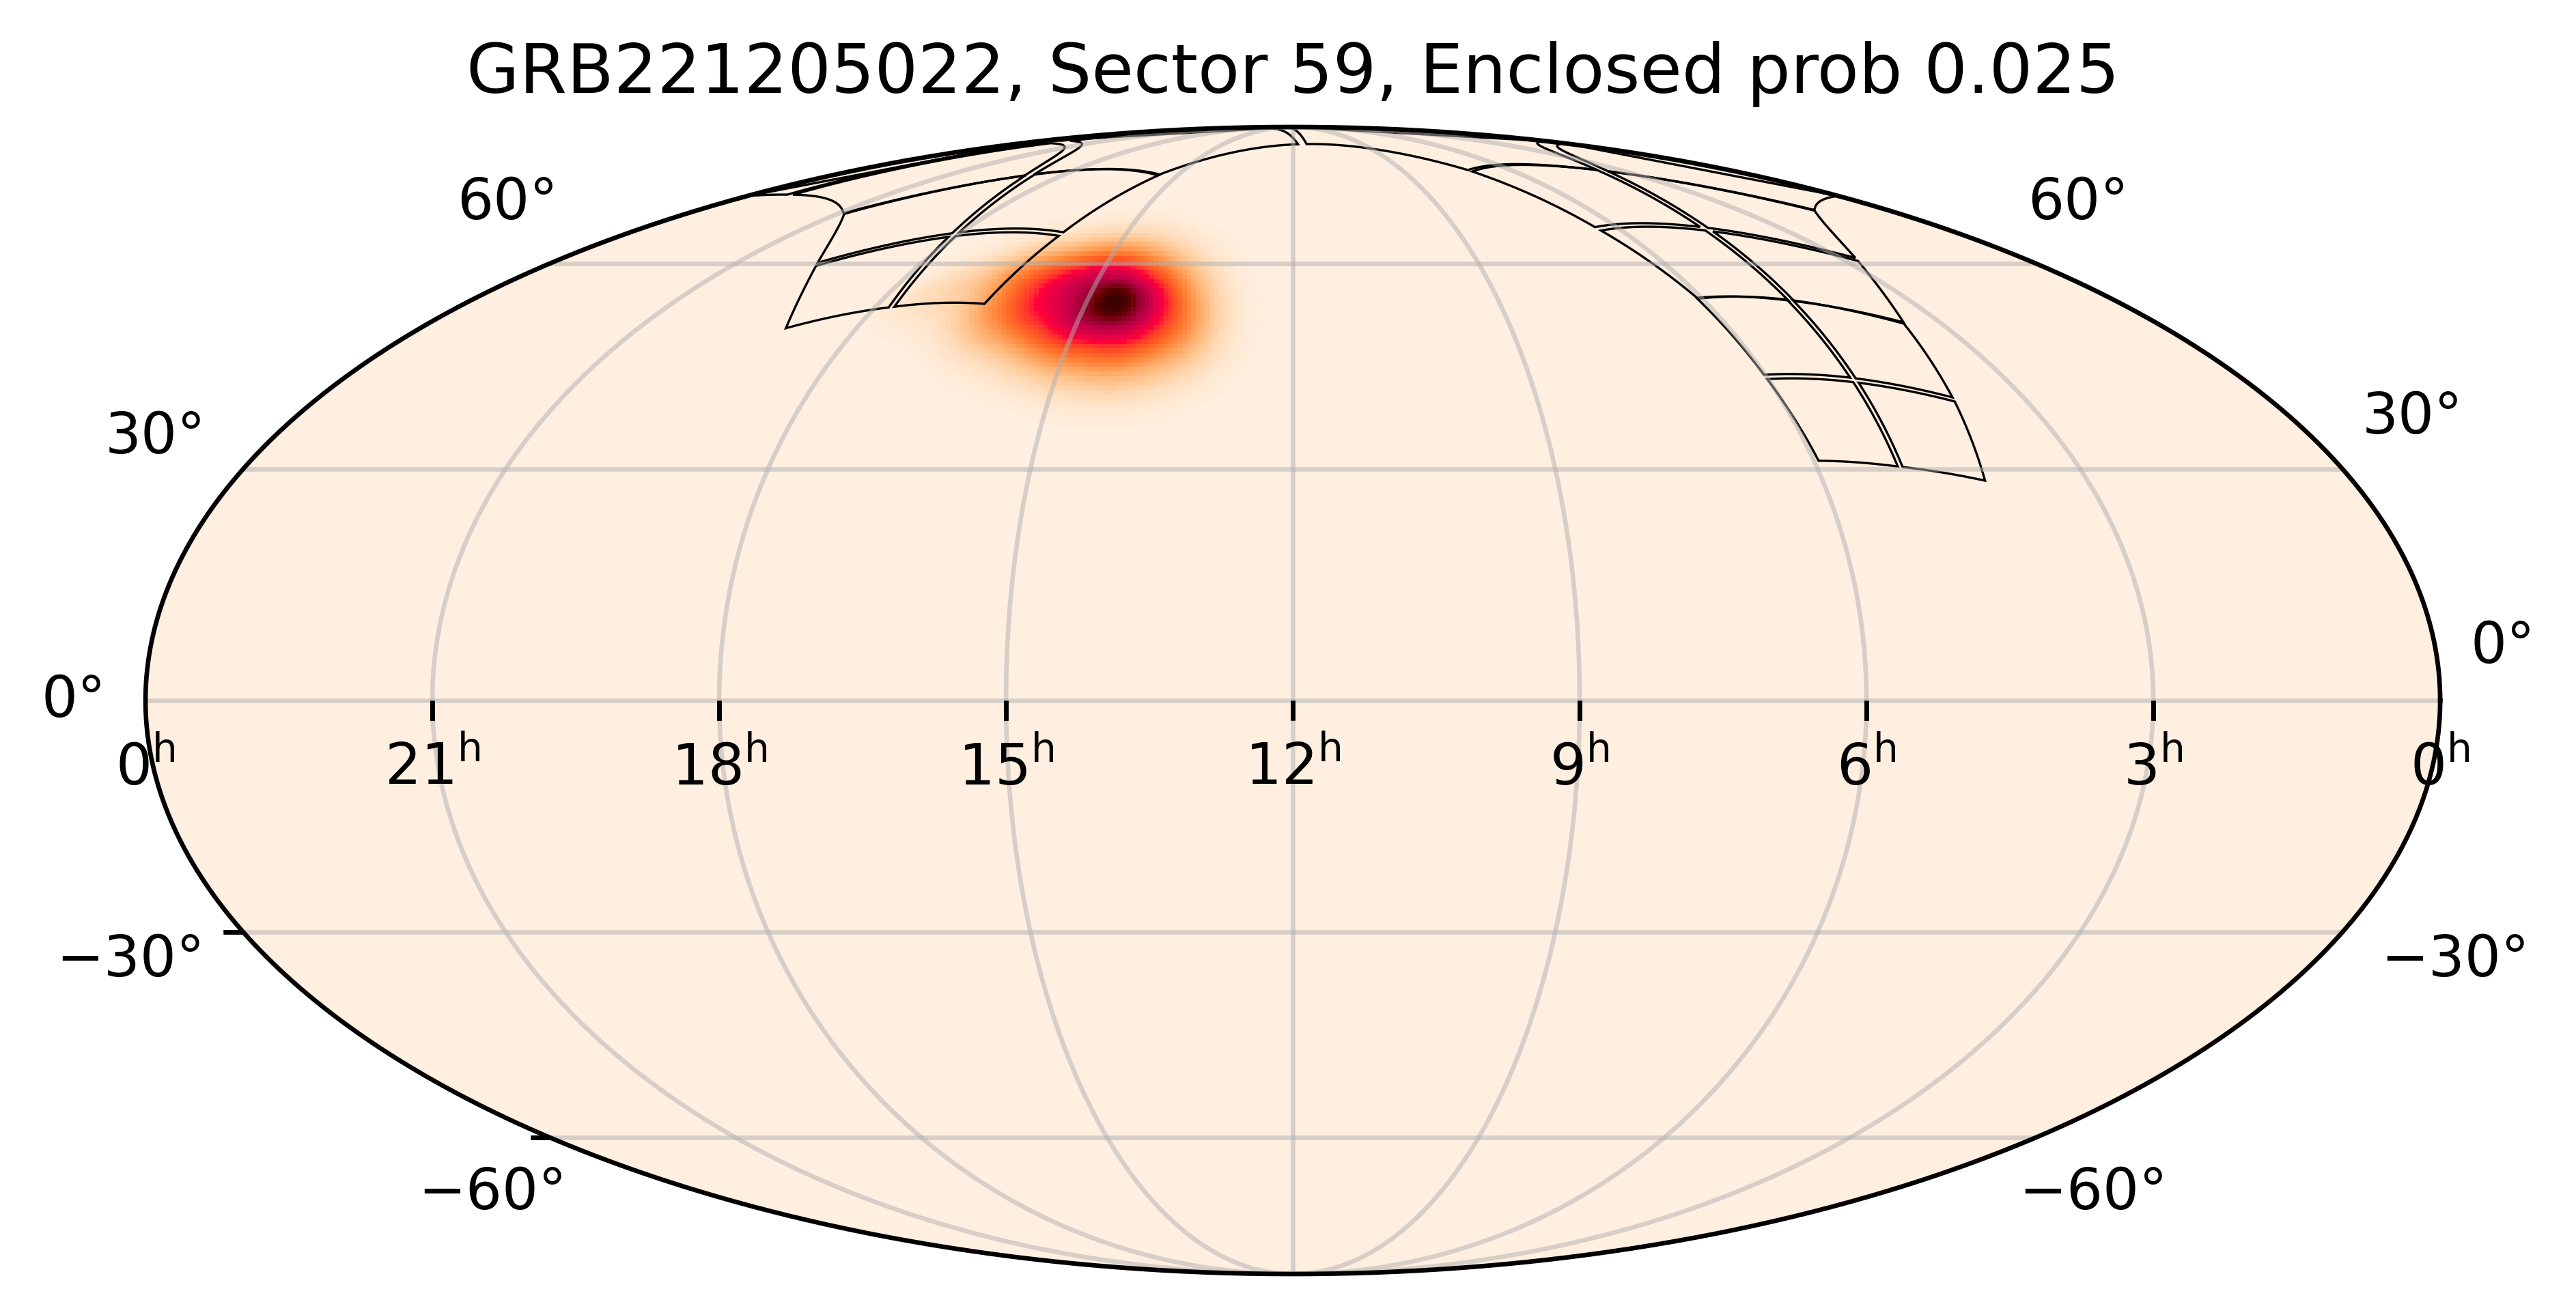 GRB221205022, Sector 59, Enclosed prob 0.025
60° 60°
30° 30°
0° 0°
0ʰ 21ʰ 18ʰ 15ʰ 12ʰ 9ʰ 6ʰ 3ʰ 0ʰ
−30° −30°
−60° −60°